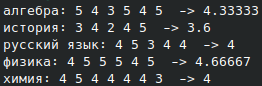 алгебра: 5 4 3 5 4 5  -> 4.33333
история: 3 4 2 4 5  -> 3.6
русский язык: 4 5 3 4 4  -> 4
физика: 4 5 5 5 4 5  -> 4.66667
химия: 4 5 4 4 4 4 3  -> 4